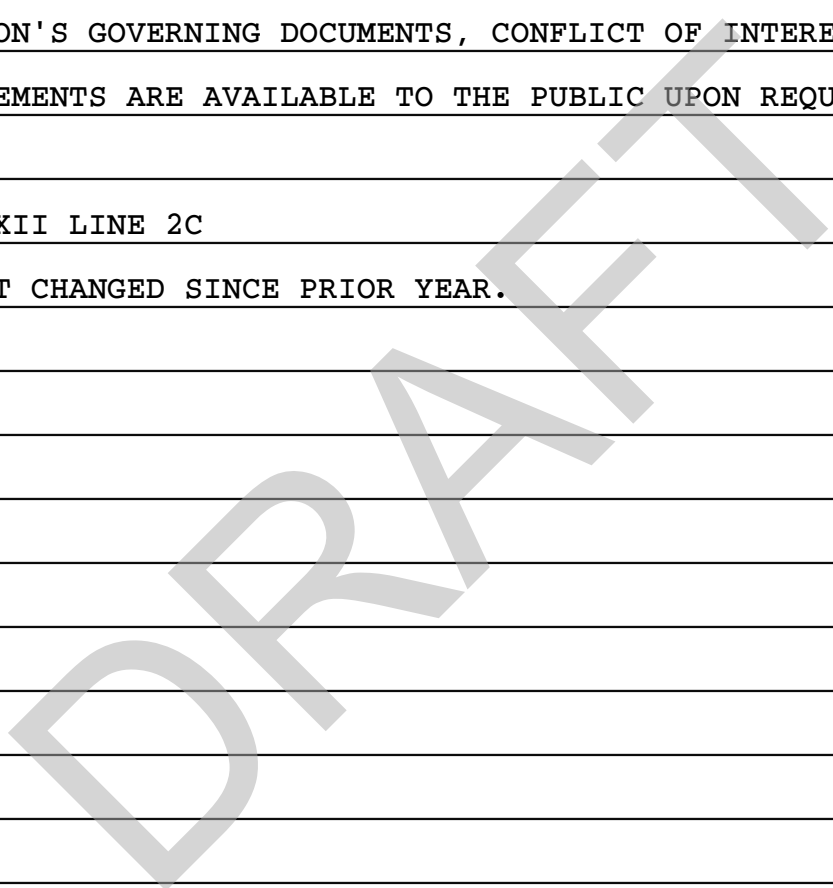 ON'S GOVERNING DOCUMENTS, CONFLICT OF INTERE
EMENTS ARE AVAILABLE TO THE PUBLIC UPON REQU
XII LINE 2C
T CHANGED SINCE PRIOR YEAR.
DRAFT